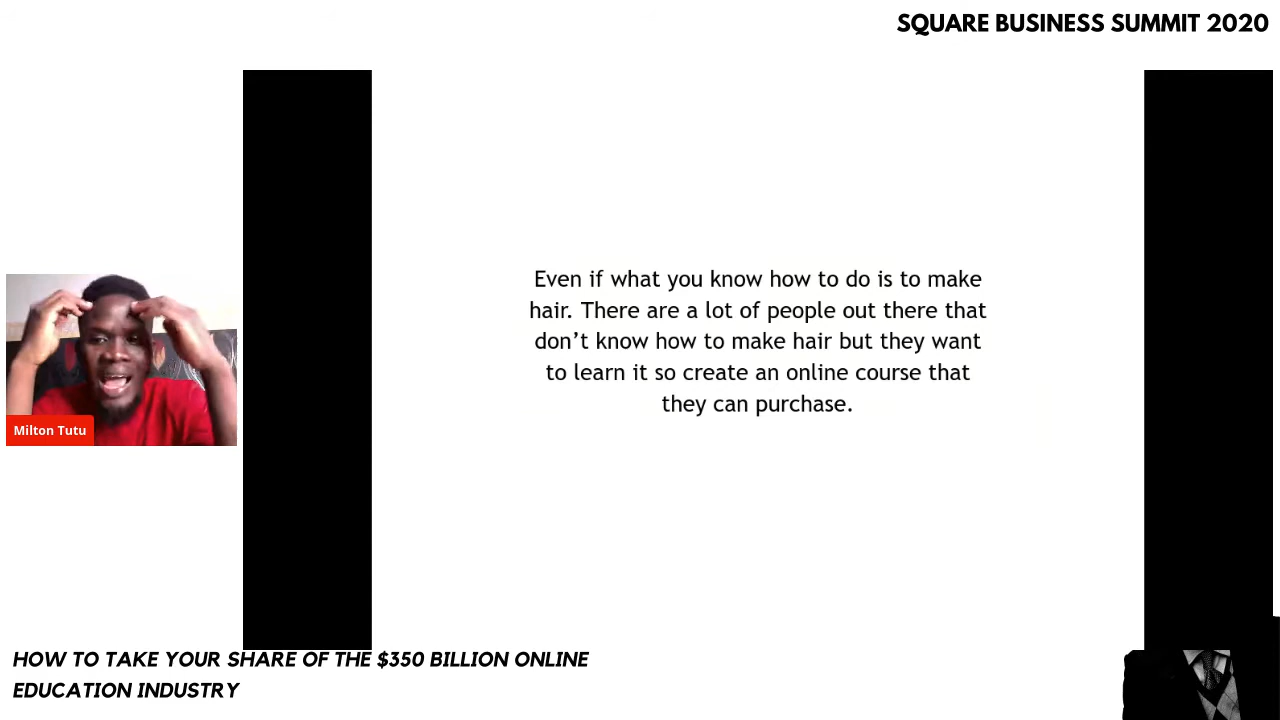 SQUARE BUSINESS SUMMIT 2020
Even if what you know how to do is to make
hair. There are a lot of people out there that
don’t know how to make hair but they want
to learn it so create an online course that
they can purchase.
Milton Tutu
HOW TO TAKE YOUR SHARE OF THE $350 BILLION ONLINE
EDUCATION INDUSTRY